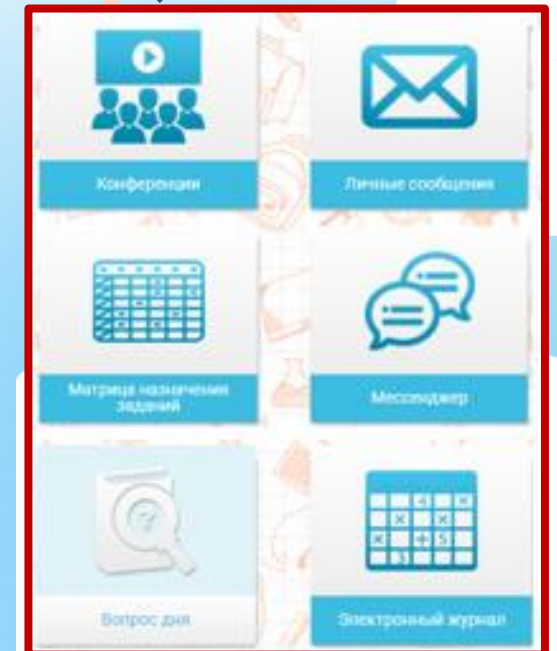 Конференции
Личные сообщения
Матрица назначения
заданий
Мессенджер
Вопрос дня
Электронный журнал